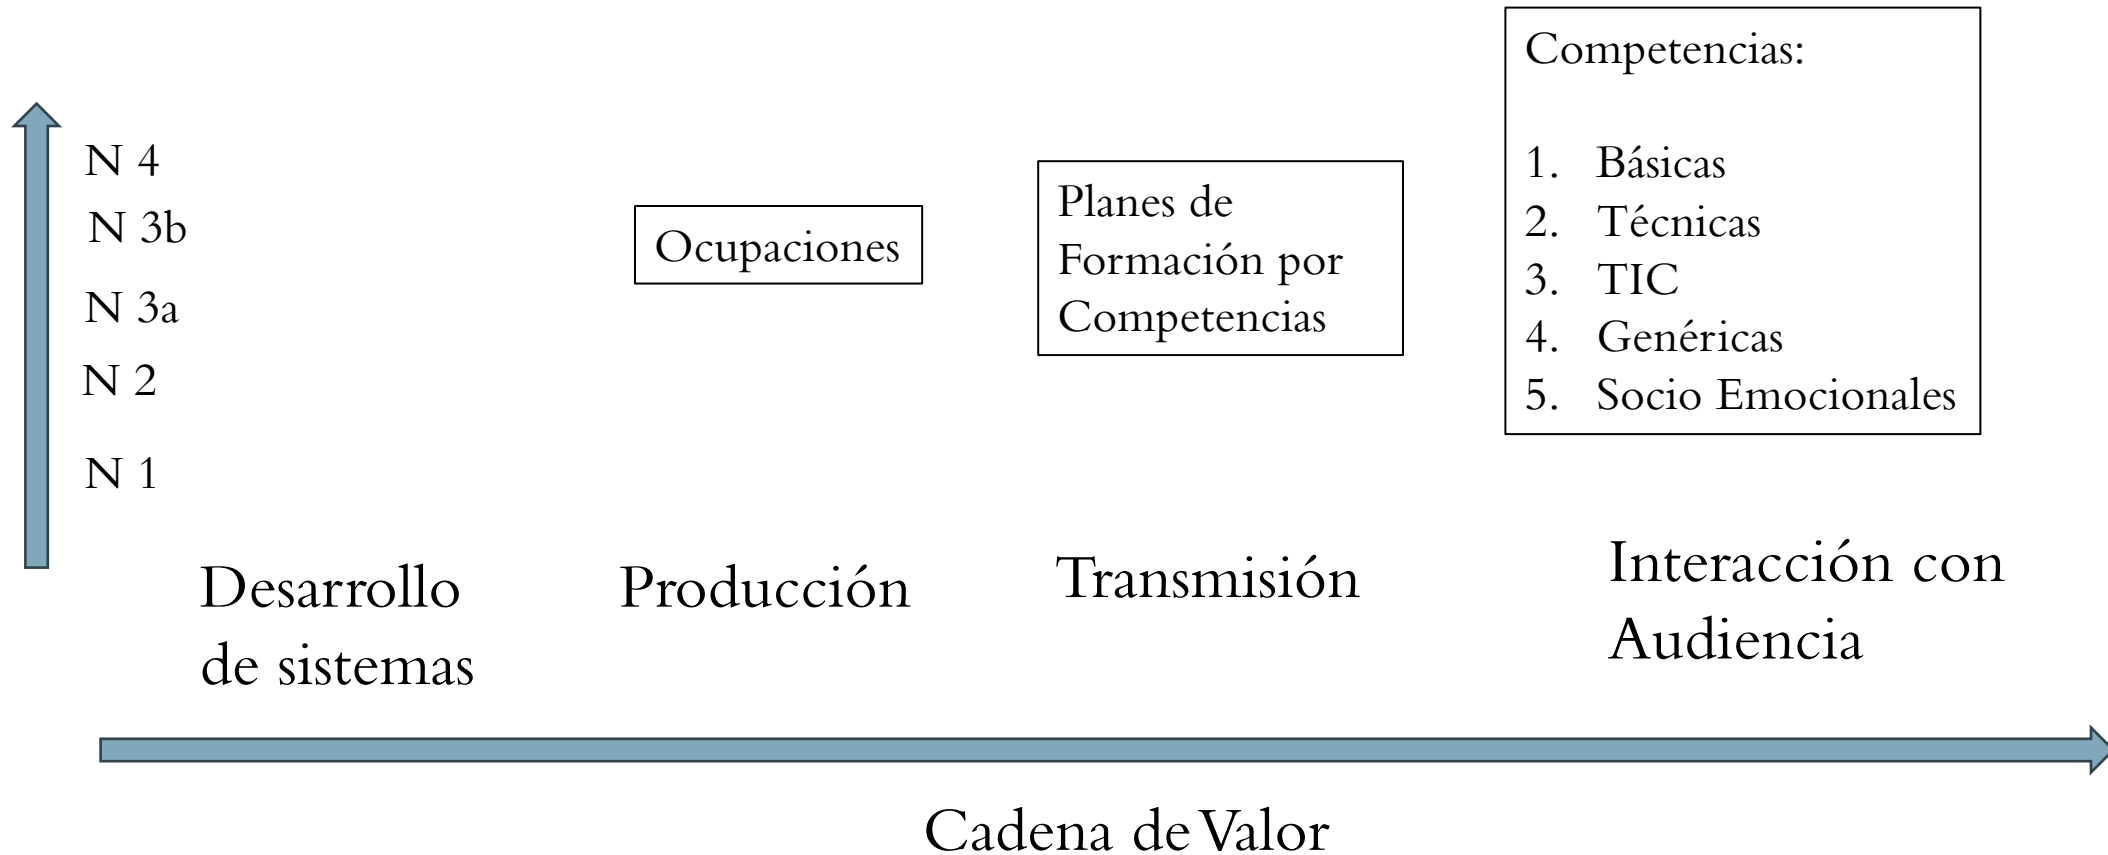 N 4
N 3b
N 3a
N 2
N 1
Ocupaciones
Planes de
Formación por
Competencias
Competencias:
1. Básicas
2. Técnicas
3. TIC
4. Genéricas
5. Socio Emocionales
Desarrollo
de sistemas
Producción
Transmisión
Interacción con
Audiencia
Cadena de Valor